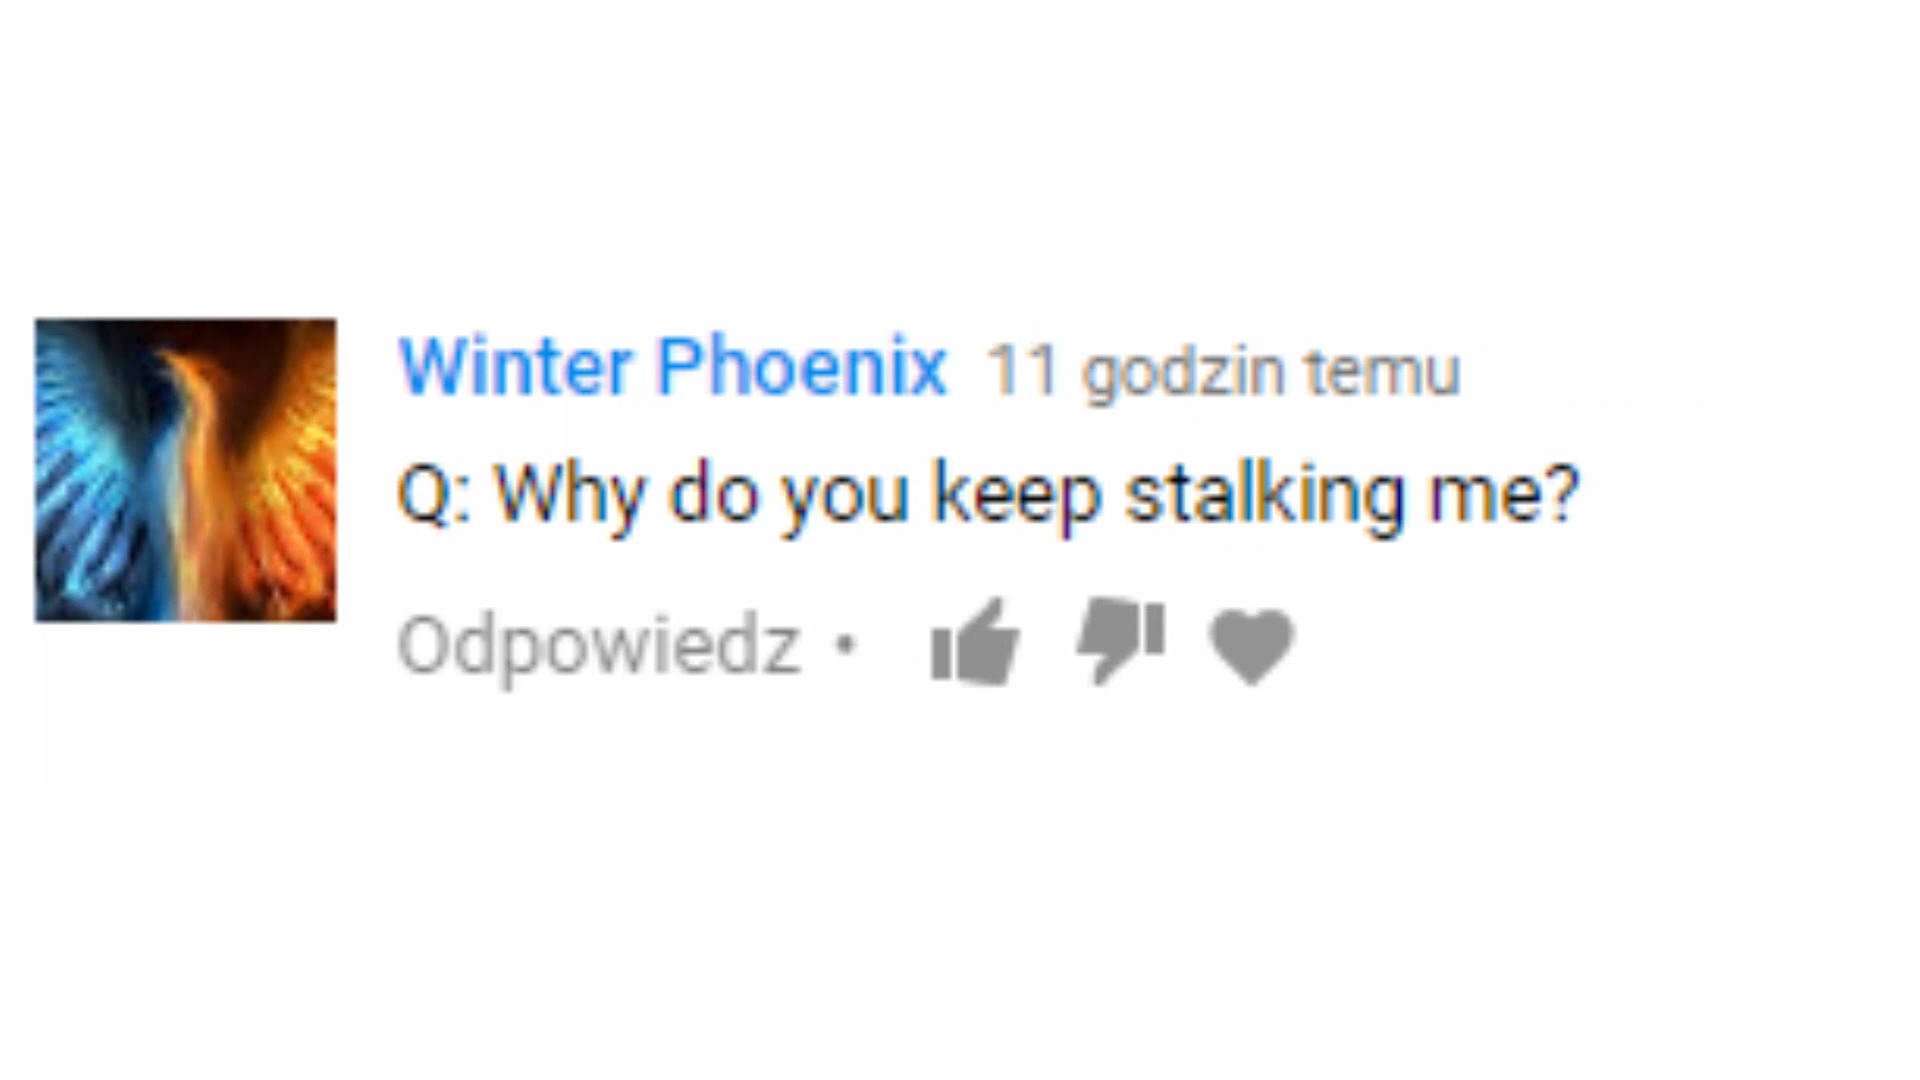 Winter Phoenix 11 godzin temu
Q: Why do you keep stalking me?
Odpowiedz •